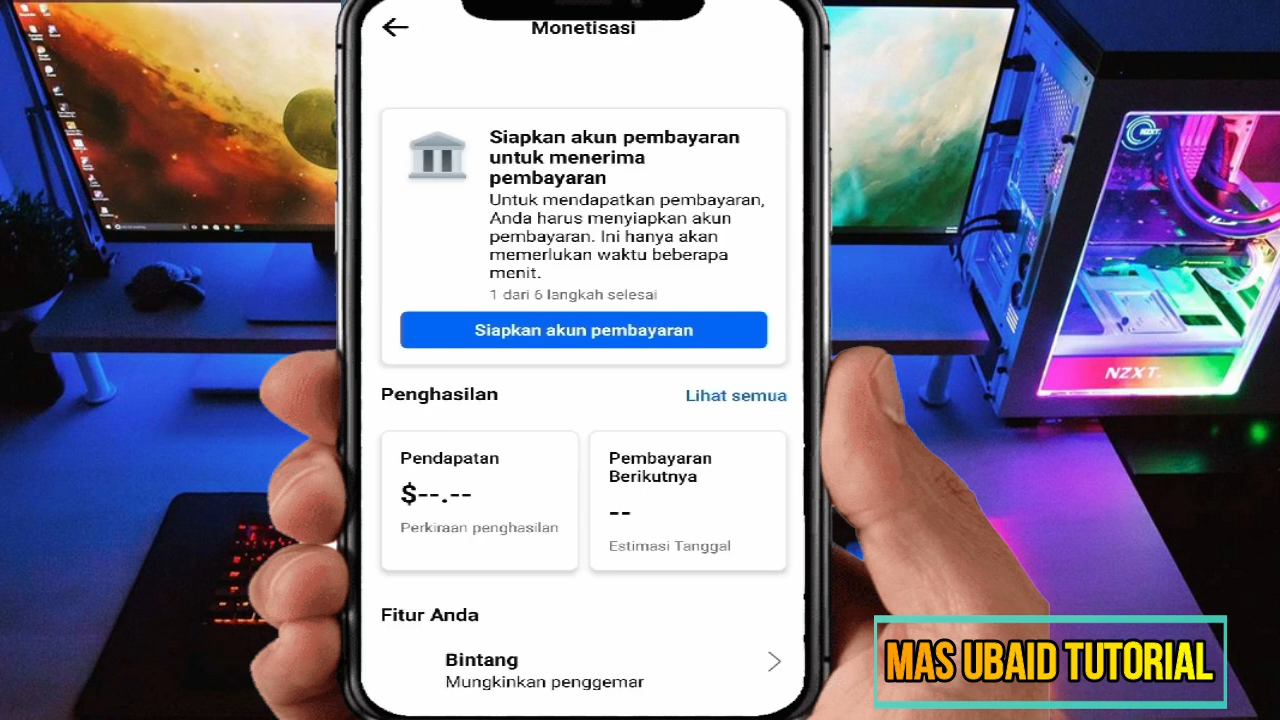 Monetisasi
Siapkan akun pembayaran
untuk menerima
pembayaran
Untuk mendapatkan pembayaran,
Anda harus menyiapkan akun
pembayaran. Ini hanya akan
memerlukan waktu beberapa
menit.
1 dari 6 langkah selesai
Siapkan akun pembayaran
Penghasilan
Lihat semua
Pendapatan
$--.--
Perkiraan penghasilan
Pembayaran
Berikutnya
--
Estimasi Tanggal
Fitur Anda
Bintang
Mungkinkan penggemar
NZXT
NZXT.
MAS UBAID TUTORIAL